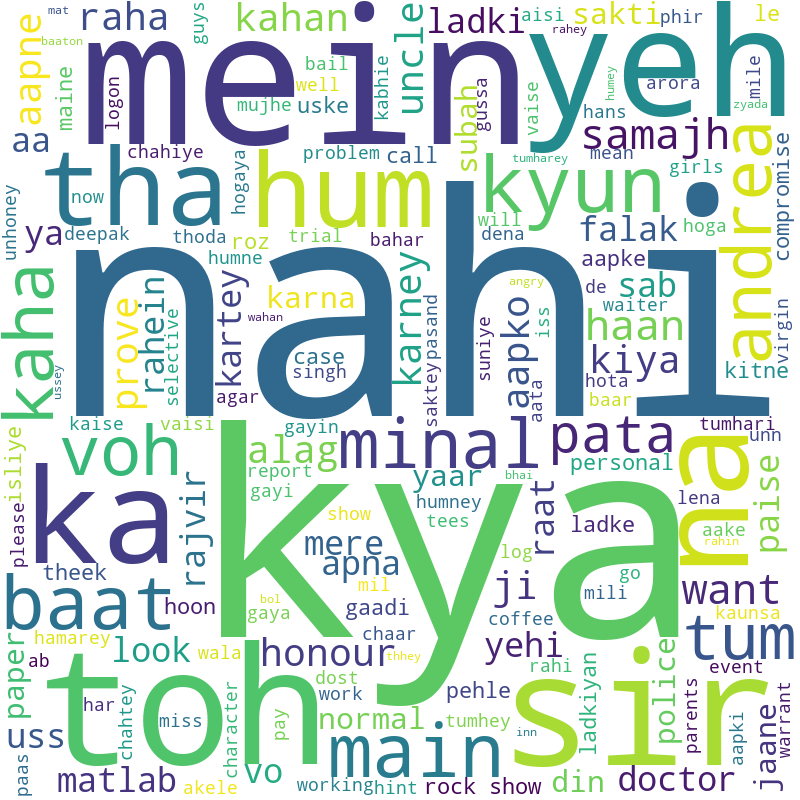 mat
baaton
raha
guys
kahan
ladki
aisi
sakti
phir
le
rahey
aapne
maine
logon
mein
bail
well
mujhe
uske
kabhie
uncle
yeh
gussa
vaise
humey
arora
mile
zyada
hans
aa
chahiye
problem
call
subah
tumharey
mean
samajh
girls
compromise
tha
hogaya
hum
kyun
will
dena
falak
hoga
andrea
unhoney
now
ya
deepak
thoda
humne
roz
trial
bahar
aapke
de
sab
waiter
virgin
kaha
ussey
prove
rahein
selective
kartey
wahan
karna
nahi
karney
sakteypasand
angry
suniye
aapko
iss
aata
haan
kiya
kitne
case
singh
agar
hota
baar
kaise
vaisi
gayin
voh
alag
minal
pata
tumhari
unn
isliye
please
ka
rajvir
report
gayi
kya
yaar
bhai
raat
personal
na
lena
paise
humney
tees
show
ladke
aake
rahin
log
mere
apna
theek
hoon
bol
gaya
mil
gaadi
ji
mili
go
want
kaunsa
baat
hamarey
chaar
coffee
paper
ab
look
wala
honour
thhey
yehi
tum
toh
dost
rahi
sir
ladkiyan
police
event
parents
warrant
jaane
uss
har
chahtey
miss
character
pay
work
normal
pehle
tumhey
aapki
paas
vo
main
inn
matlab
akele
working
hint
rock show
din
doctor